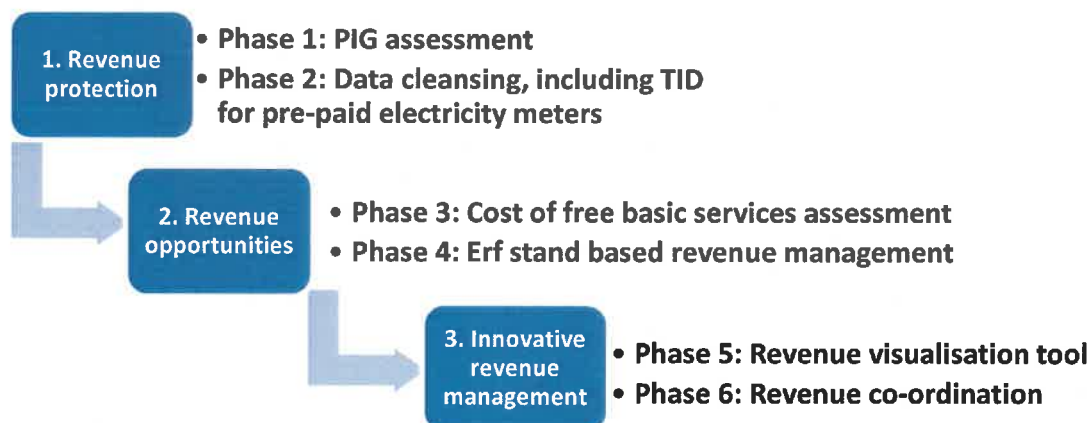 1. Revenue
protection
• Phase 1: PIG assessment
• Phase 2: Data cleansing, including TID
for pre-paid electricity meters
2. Revenue
opportunities
• Phase 3: Cost of free basic services assessment
• Phase 4: Erf stand based revenue management
3. Innovative
revenue
management
• Phase 5: Revenue visualisation tool
• Phase 6: Revenue co-ordination